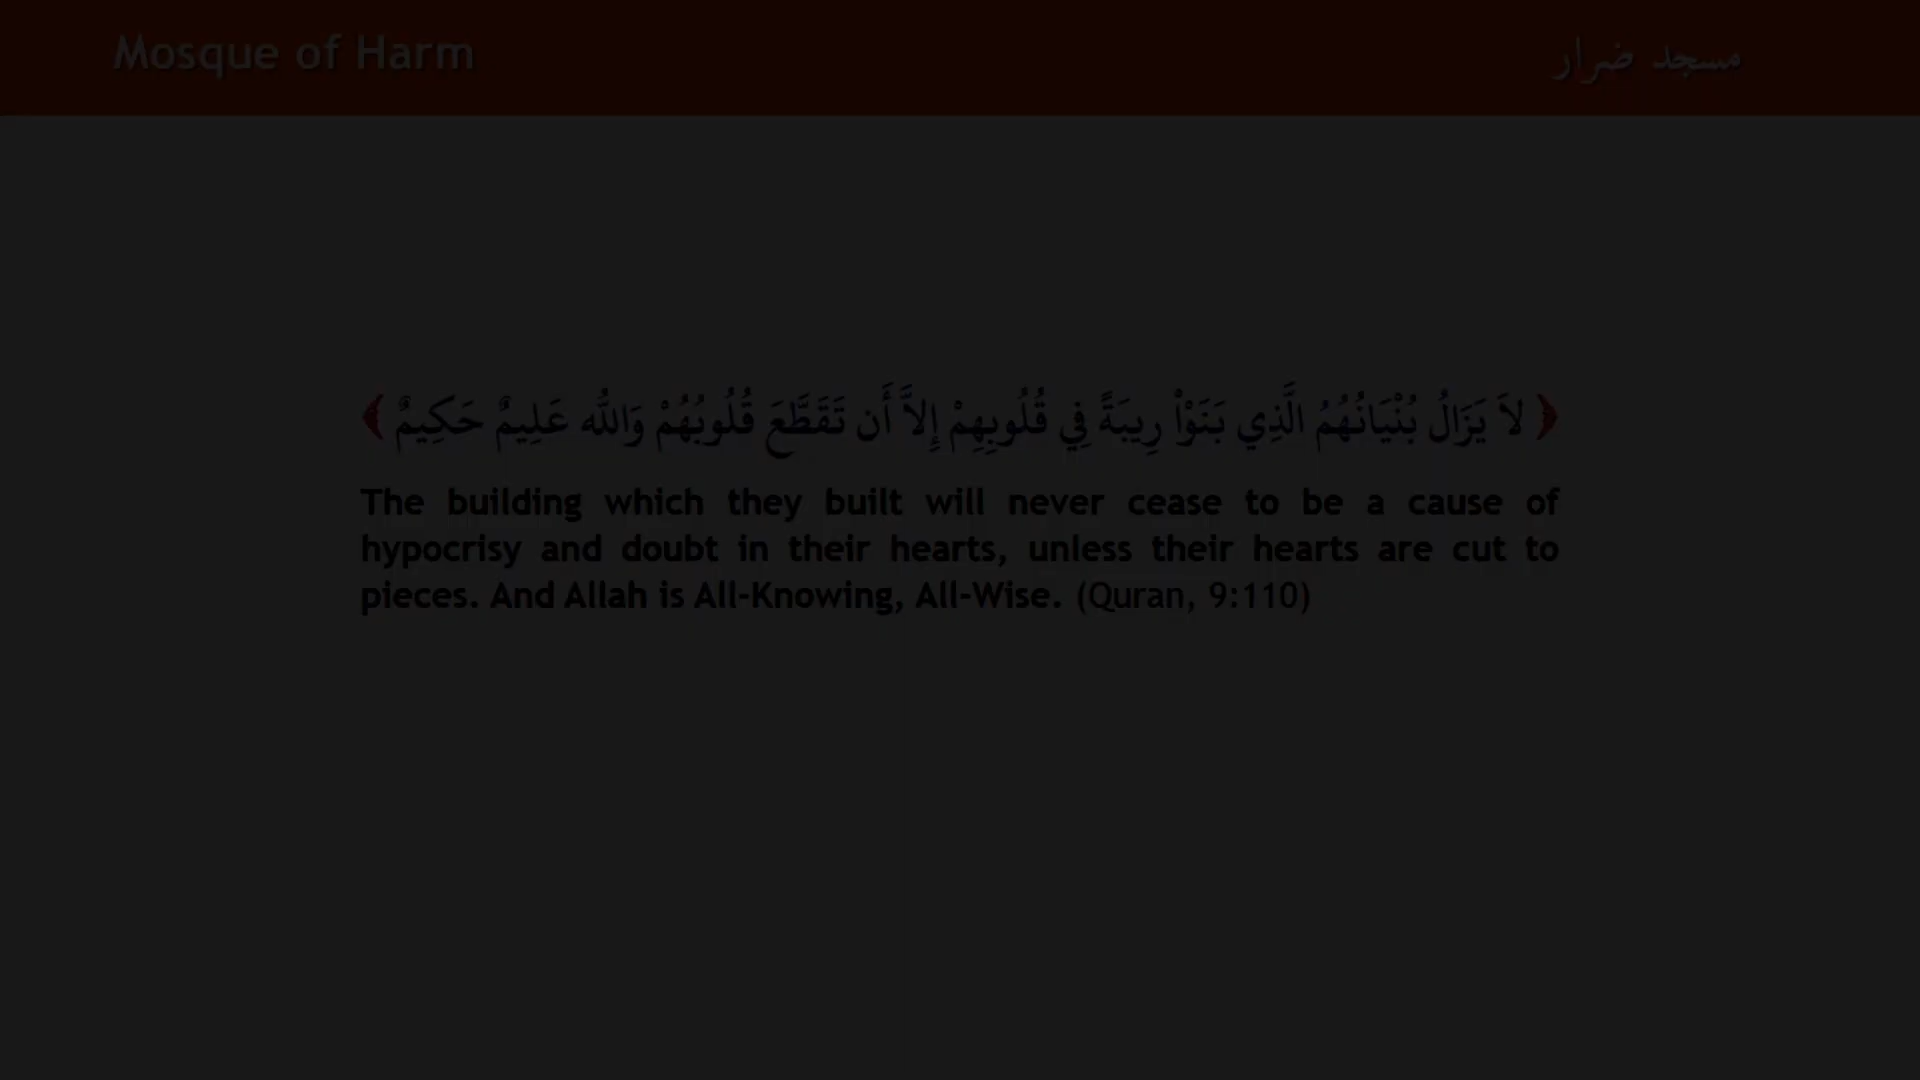 Mosque of Harm
مسجد ضرار
﴿ لاَ يَزَالُ بُنْيَانُهُمُ الَّذِي بَنَوْاْ رِيبَةً فِي قُلُوبِهِمْ إِلاَّ أَن تَقَطَّعَ قُلُوبُهُمْ وَالله عَلِيمٌ حَكِيمٌ ﴾
The building which they built will never cease to be a cause of
hypocrisy and doubt in their hearts, unless their hearts are cut to
pieces. And Allah is All-Knowing, All-Wise. (Quran, 9:110)